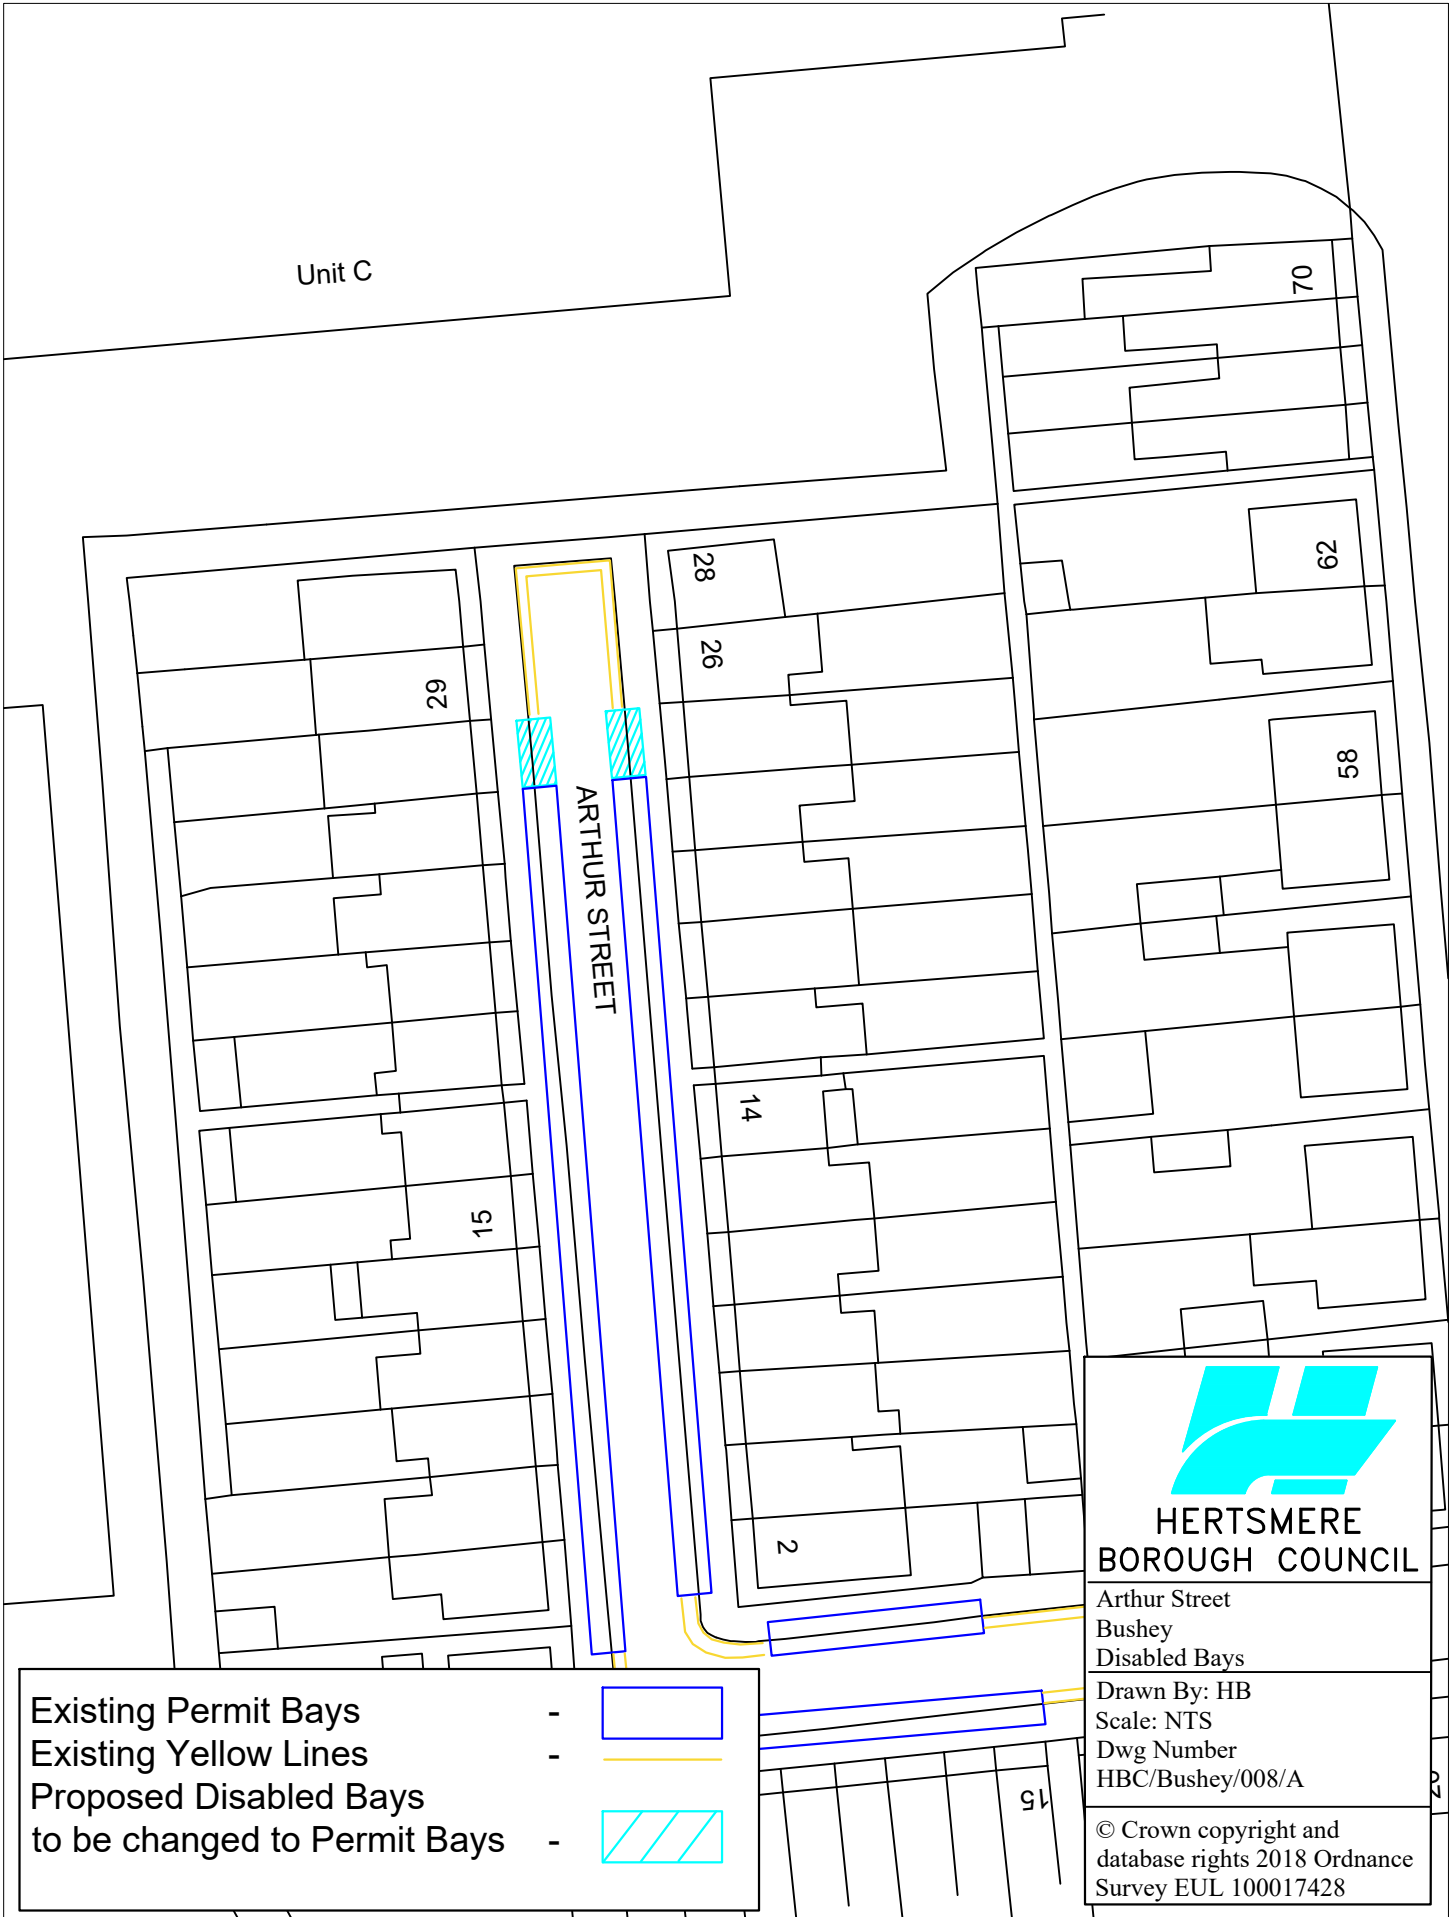 Unit C
70
62
58
28
26
29
ARTHUR STREET
14
15
2
15
HERTSMERE
BOROUGH COUNCIL
Arthur Street
Bushey
Disabled Bays
Drawn By: HB
Scale: NTS
Dwg Number
HBC/Bushey/008/A
© Crown copyright and
database rights 2018 Ordnance
Survey EUL 100017428
Existing Permit Bays -
Existing Yellow Lines -
Proposed Disabled Bays
to be changed to Permit Bays -